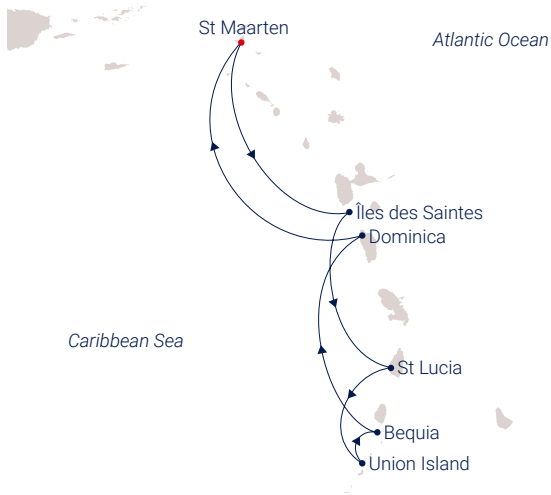 St Maarten
Atlantic Ocean
Îles des Saintes
Dominica
Caribbean Sea
St Lucia
Bequia
Union Island